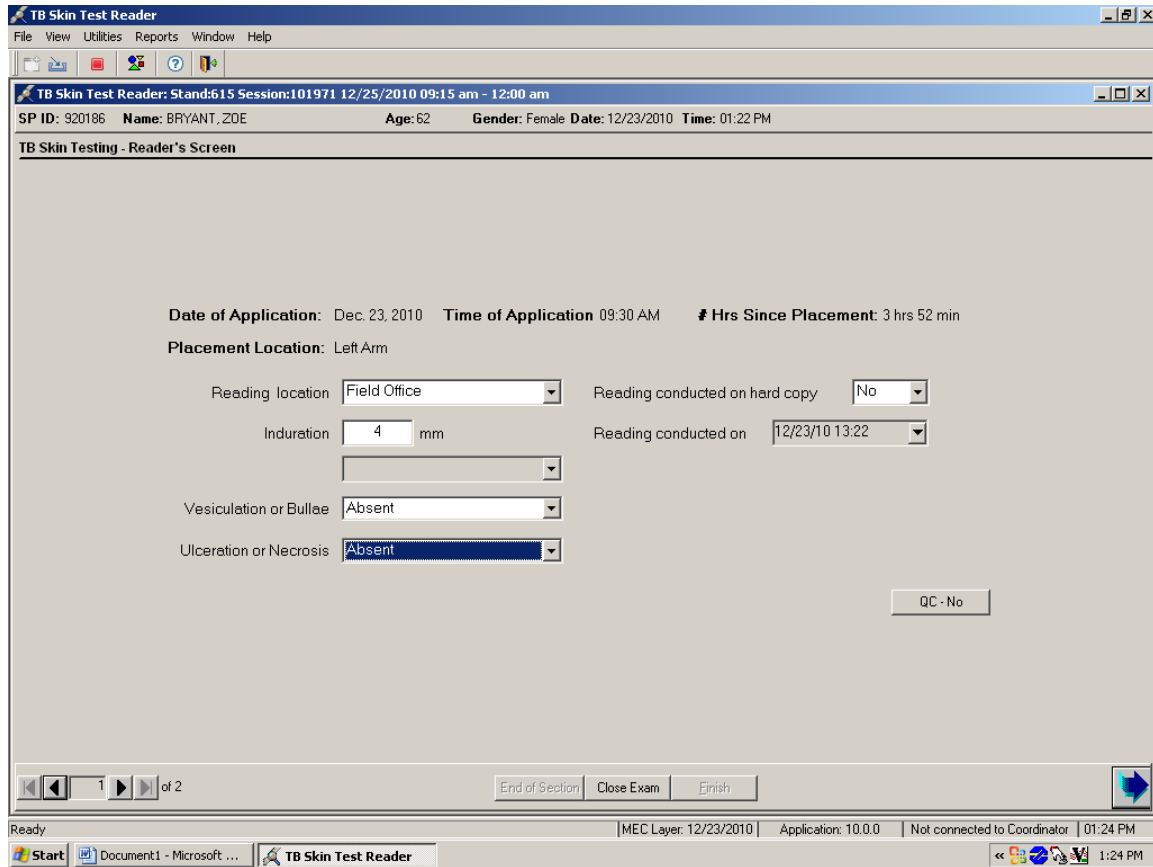 TB Skin Test Reader
File View Utilities Reports Window Help
TB Skin Test Reader: Stand:615 Session:101971 12/25/2010 09:15 am - 12:00 am
SP ID: 920186 Name: BRYANT, ZOE Age: 62 Gender: Female Date: 12/23/2010 Time: 01:22 PM
TB Skin Testing - Reader's Screen
Date of Application: Dec. 23, 2010 Time of Application 09:30 AM # Hrs Since Placement: 3 hrs 52 min
Placement Location: Left Arm
Reading location Field Office Reading conducted on hard copy No
Induration 4 mm Reading conducted on 12/23/10 13:22
Vesiculation or Bullae Absent
Ulceration or Necrosis Absent
QC - No
1 of 2 End of Section Close Exam Finish
Ready MEC Layer: 12/23/2010 Application: 10.0.0 Not connected to Coordinator 01:24 PM
Start Document1 - Microsoft ... TB Skin Test Reader « 1:24 PM